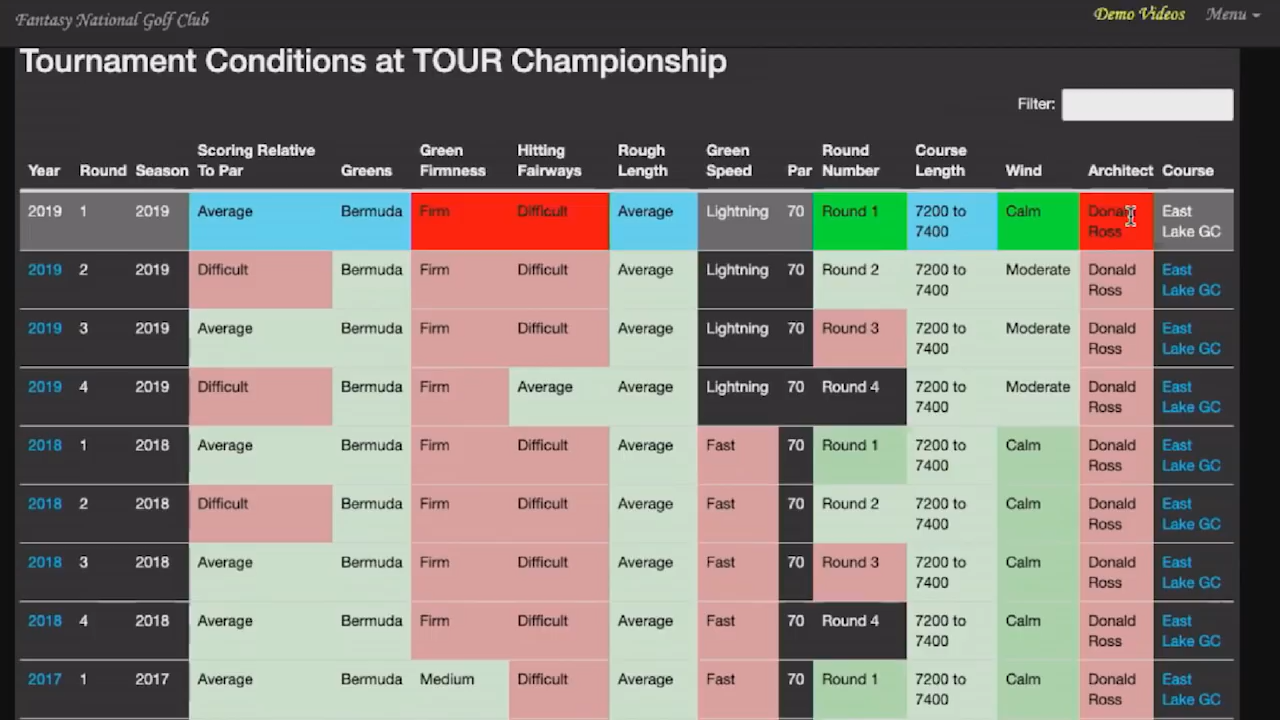 Fantasy National Golf Club Demo Videos Menu
Tournament Conditions at TOUR Championship
Filter:
Year Round Season Scoring Relative To Par Greens Green Firmness Hitting Fairways Rough Length Green Speed Par Round Number Course Length Wind Architect Course
2019 1 2019 Average Bermuda Firm Difficult Average Lightning 70 Round 1 7200 to 7400 Calm Donald Ross East Lake GC
2019 2 2019 Difficult Bermuda Firm Difficult Average Lightning 70 Round 2 7200 to 7400 Moderate Donald Ross East Lake GC
2019 3 2019 Average Bermuda Firm Difficult Average Lightning 70 Round 3 7200 to 7400 Moderate Donald Ross East Lake GC
2019 4 2019 Difficult Bermuda Firm Average Average Lightning 70 Round 4 7200 to 7400 Moderate Donald Ross East Lake GC
2018 1 2018 Average Bermuda Firm Difficult Average Fast 70 Round 1 7200 to 7400 Calm Donald Ross East Lake GC
2018 2 2018 Difficult Bermuda Firm Difficult Average Fast 70 Round 2 7200 to 7400 Calm Donald Ross East Lake GC
2018 3 2018 Average Bermuda Firm Difficult Average Fast 70 Round 3 7200 to 7400 Calm Donald Ross East Lake GC
2018 4 2018 Average Bermuda Firm Difficult Average Fast 70 Round 4 7200 to 7400 Calm Donald Ross East Lake GC
2017 1 2017 Average Bermuda Medium Difficult Average Fast 70 Round 1 7200 to 7400 Calm Donald Ross East Lake GC